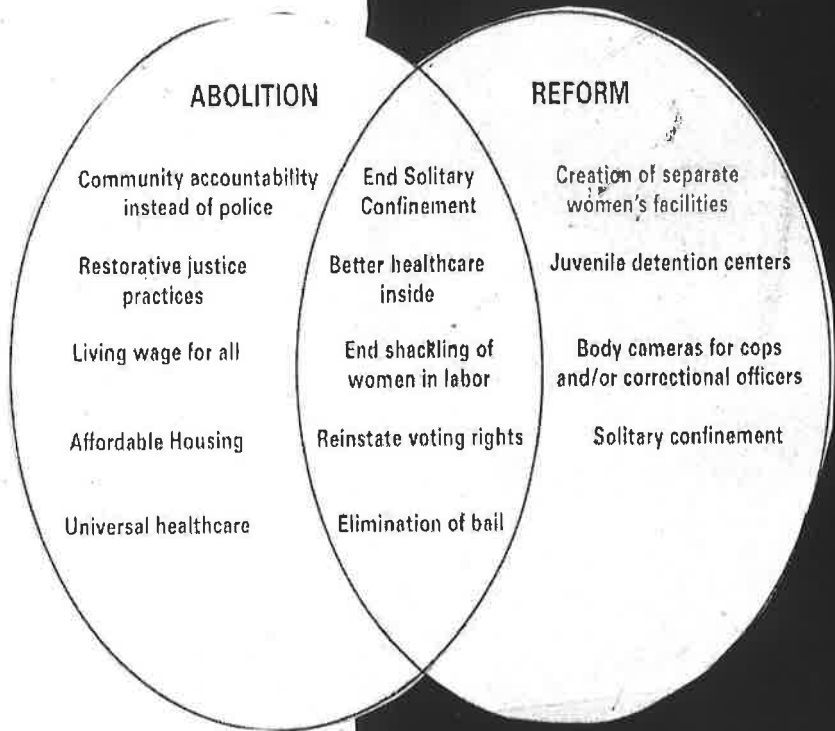 ABOLITION
Community accountability
instead of police
Restorative justice
practices
Living wage for all
Affordable Housing
Universal healthcare
End Solitary
Confinement
Better healthcare
inside
End shackling of
women in labor
Reinstate voting rights
Elimination of bail
REFORM
Creation of separate
women's facilities
Juvenile detention centers
Body cameras for cops
and/or correctional officers
Solitary confinement